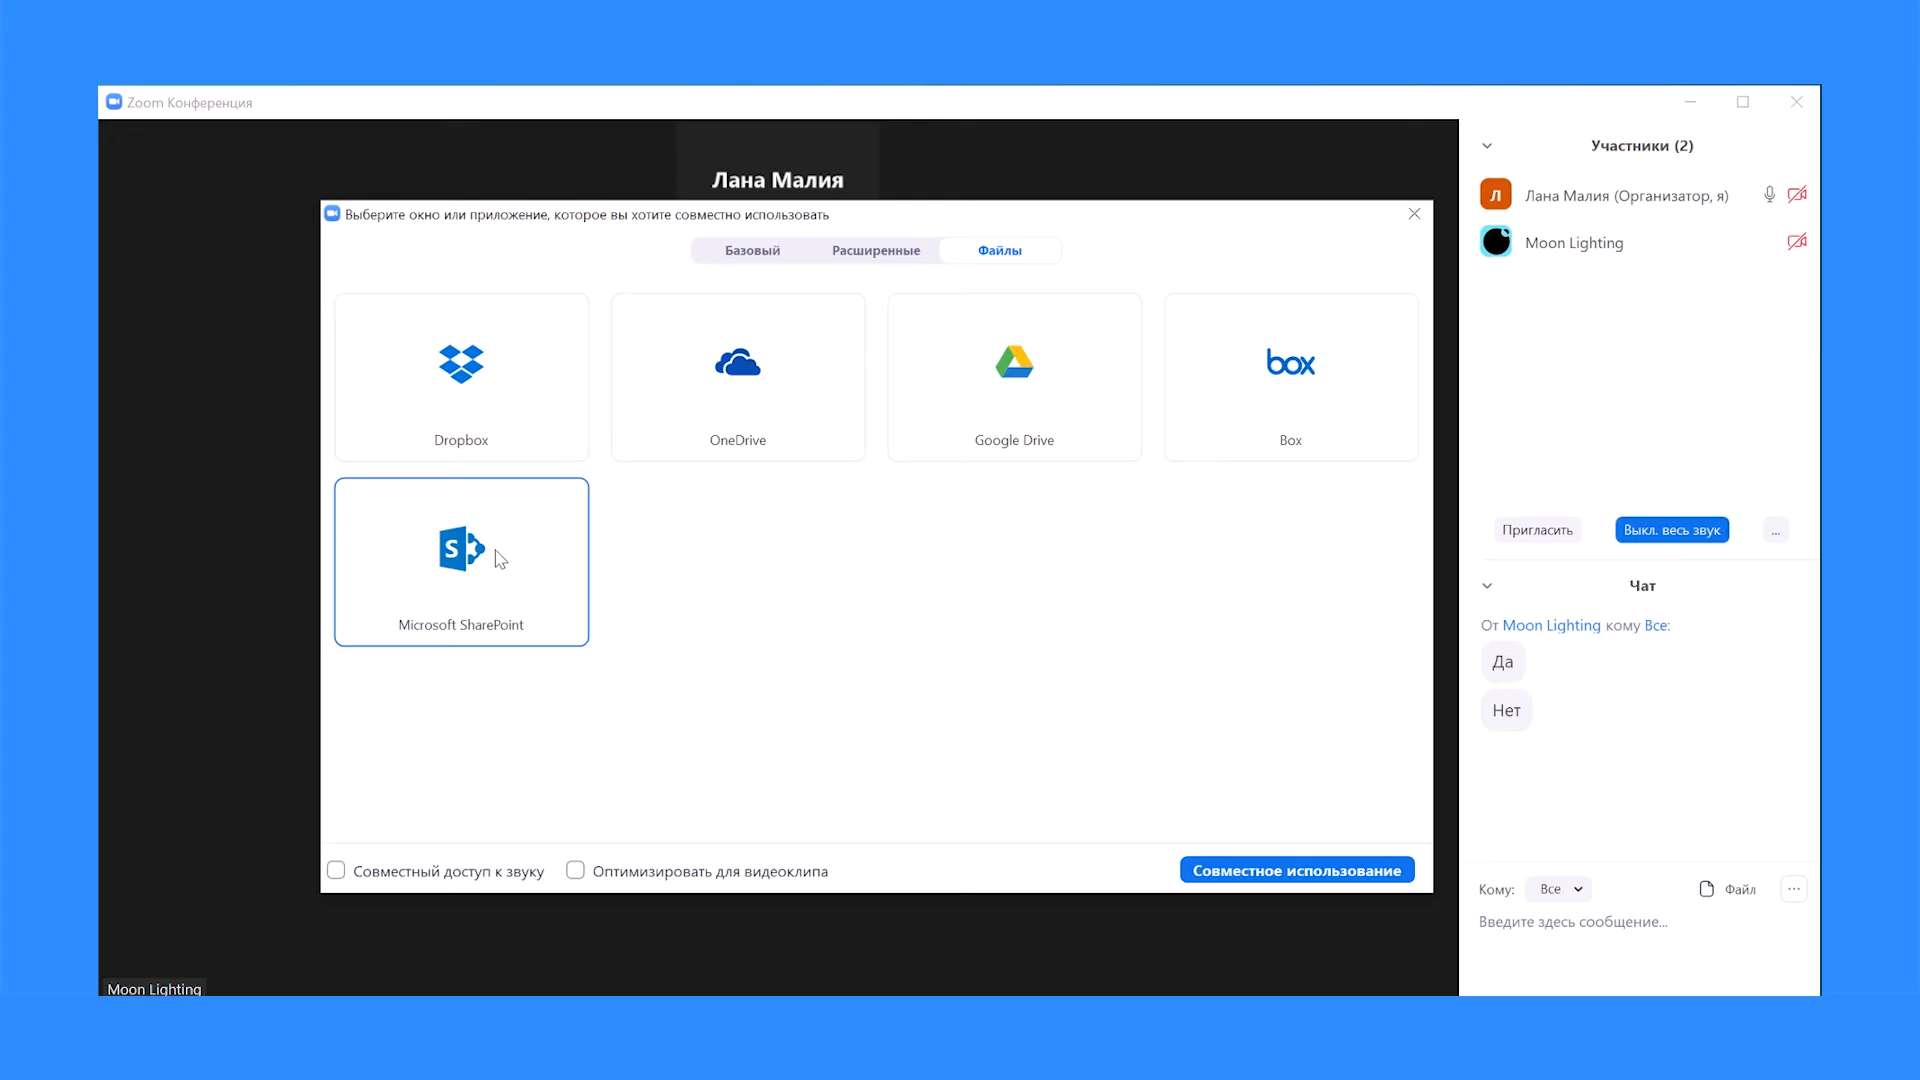 Zoom Конференция
Лана Малия
Выберите окно или приложение, которое вы хотите совместно использовать
Базовый
Расширенные
Файлы
Dropbox
OneDrive
Google Drive
box
Box
S
Microsoft SharePoint
Совместный доступ к звуку
Оптимизировать для видеоклипа
Совместное использование
Moon Lighting
Участники (2)
Л
Лана Малия (Организатор, я)
Moon Lighting
Пригласить
Выкл. весь звук
...
Чат
От Moon Lighting кому Все:
Да
Нет
Кому:
Все
Файл
...
Введите здесь сообщение...